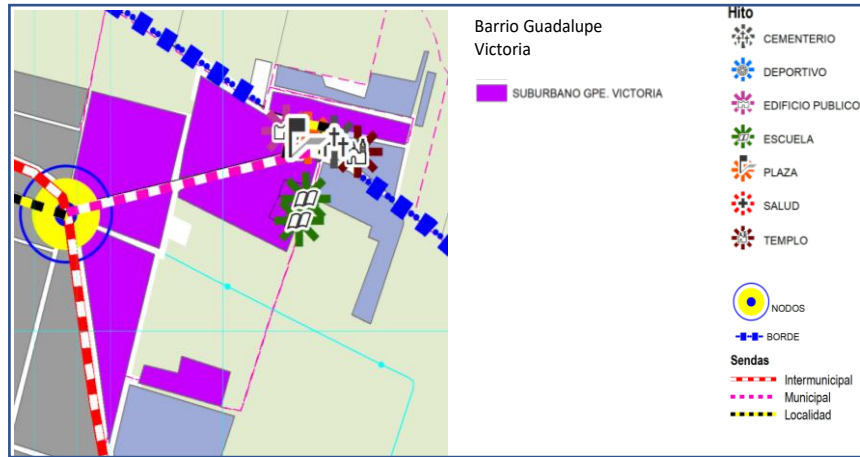 Barrio Guadalupe
Victoria
SUBURBANO GPE. VICTORIA
Hito
CEMENTERIO
DEPORTIVO
EDIFICIO PUBLICO
ESCUELA
PLAZA
SALUD
TEMPLO
NODOS
BORDE
Sendas
Intermunicipal
Municipal
Localidad